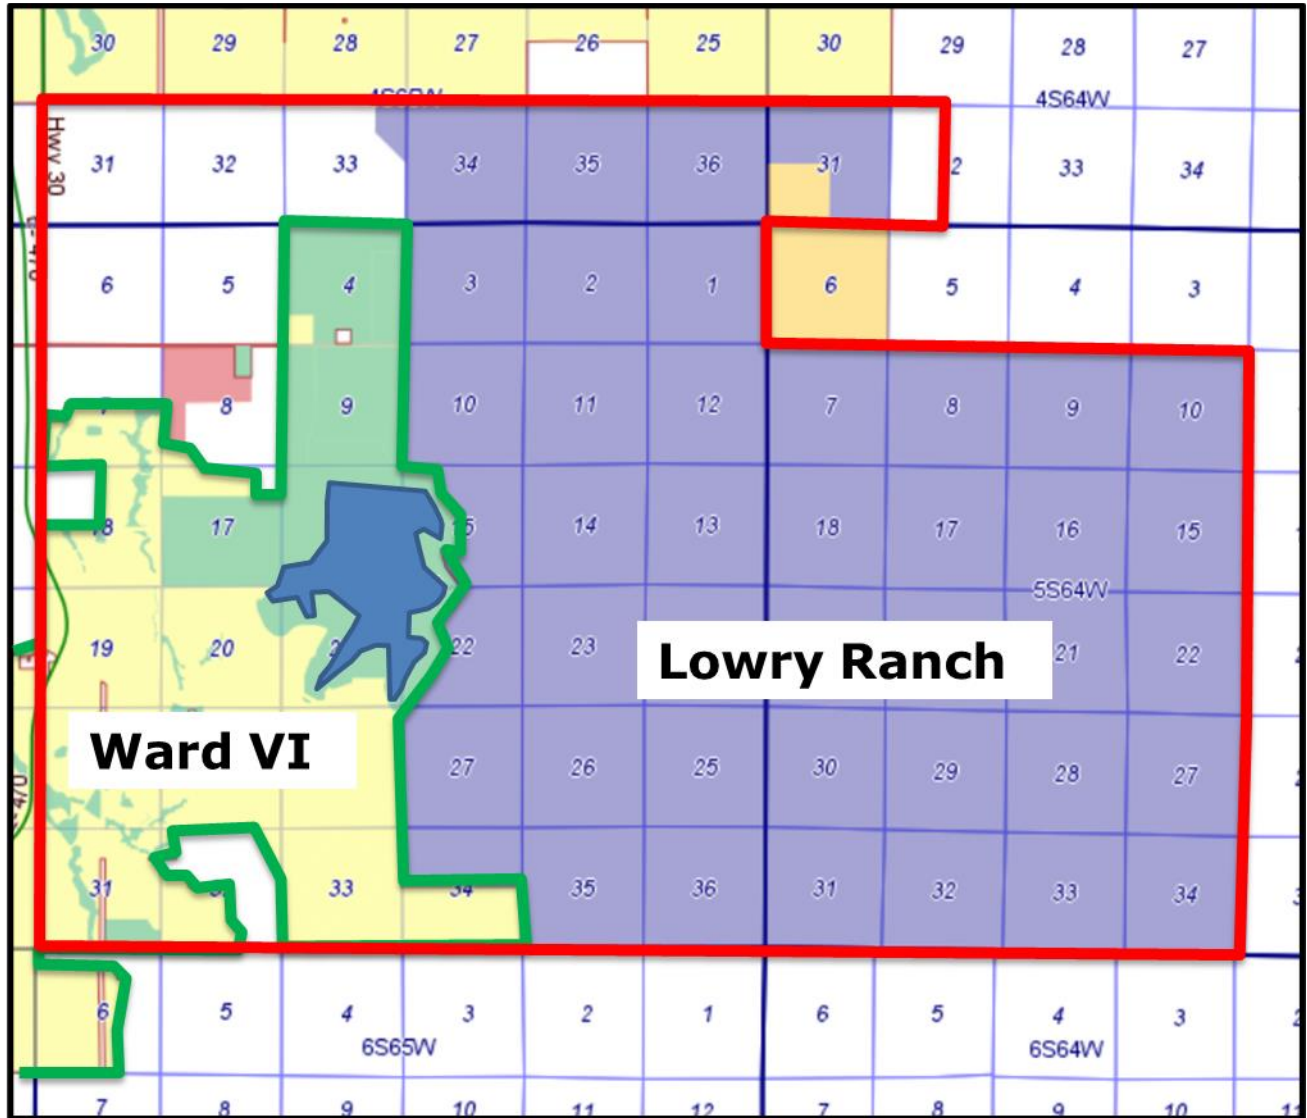 30 29 28 27 26 25 30 29 28 27
4S64W
Hwy 30
31 32 33 34 35 36 31 2 33 34
6 5 4 3 2 1 6 5 4 3
7 8 9 10 11 12 7 8 9 10
18 17 15 14 13 18 17 16 15
5S64W
19 20 22 23 21 22
Lowry Ranch
Ward VI
27 26 25 30 29 28 27
31 33 34 35 36 31 32 33 34
6 5 4 3 2 1 6 5 4 3
6S65W 6S64W
7 8 9 10 11 12 7 8 9 10 11